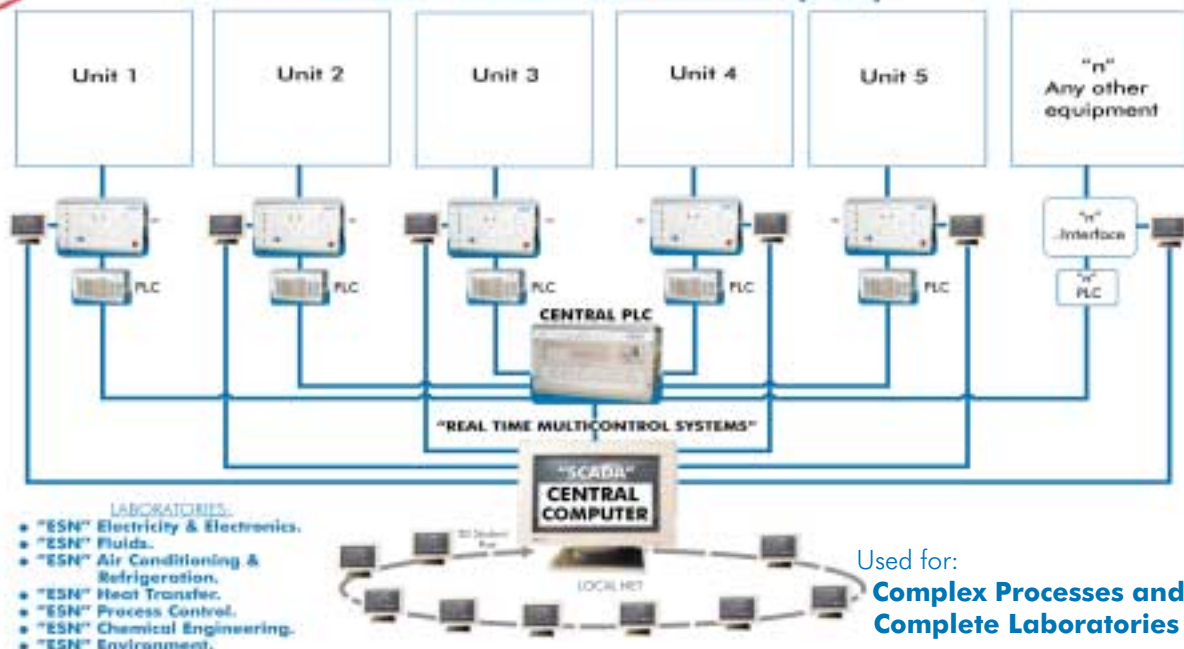 Unit 1
Unit 2
Unit 3
Unit 4
Unit 5
"n"
Any other
equipment
"n"
Interface
PLC
PLC
PLC
PLC
PLC
"n"
PLC
CENTRAL PLC
"REAL TIME MULTICONTROL SYSTEMS"
"SCADA"
CENTRAL
COMPUTER
LABORATORIES:
● "ESN" Electricity & Electronics.
● "ESN" Fluids.
● "ESN" Air Conditioning &
Refrigeration.
● "ESN" Heat Transfer.
● "ESN" Process Control.
● "ESN" Chemical Engineering.
● "ESN" Environment.
LOCAL NET
Used for:
Complex Processes and
Complete Laboratories